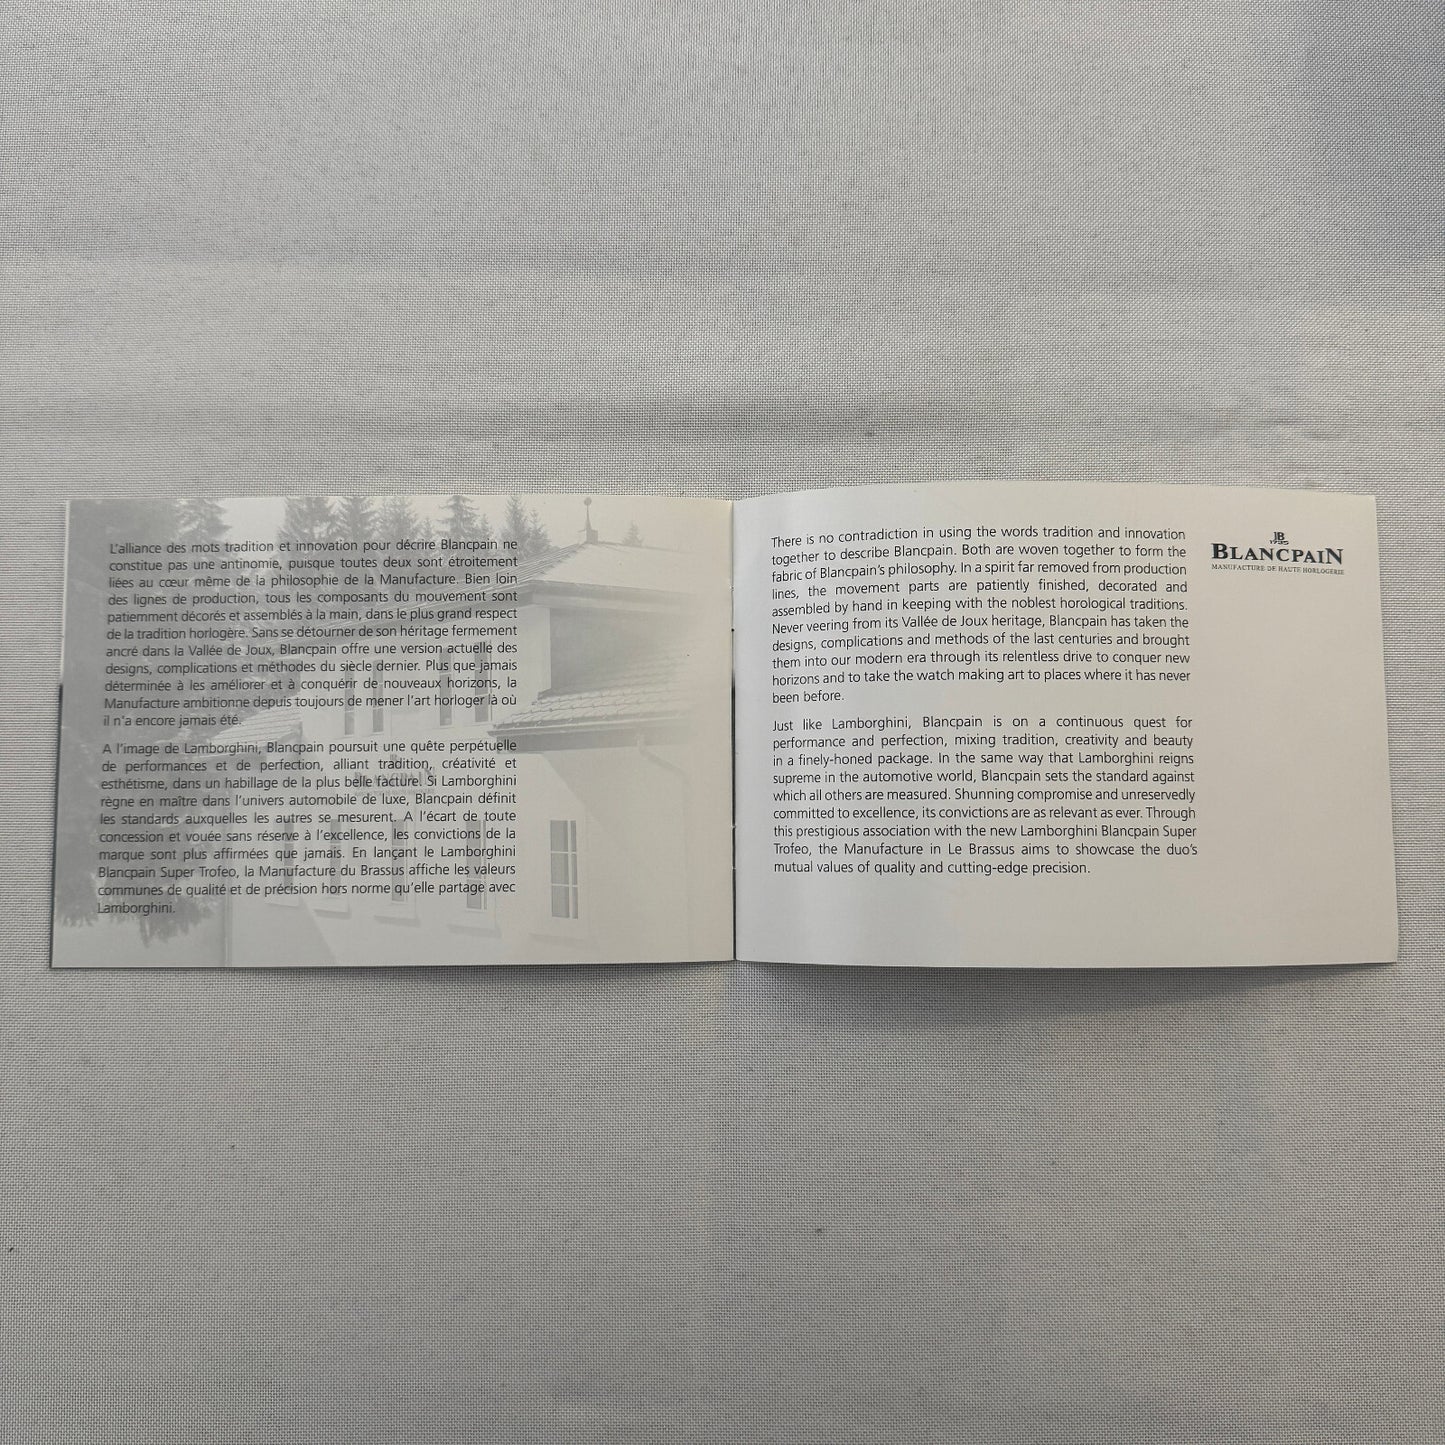 L'alliance des mots tradition et innovation pour décrire Blancpain ne
constitue pas une antinomie, puisque toutes deux sont étroitement
liées au cœur même de la philosophie de la Manufacture. Bien loin
des lignes de production, tous les composants du mouvement sont
patiemment décorés et assemblés à la main, dans le plus grand respect
de la tradition horlogère. Sans se détourner de son héritage fermement
ancré dans la Vallée de Joux, Blancpain offre une version actuelle des
designs, complications et méthodes du siècle dernier. Plus que jamais
déterminée à les améliorer et à conquérir de nouveaux horizons, la
Manufacture ambitionne depuis toujours de mener l'art horloger là où
il n'a encore jamais été.
A l'image de Lamborghini, Blancpain poursuit une quête perpétuelle
de performances et de perfection, alliant tradition, créativité et
esthétisme, dans un habillage de la plus belle facture. Si Lamborghini
règne en maître dans l'univers automobile de luxe, Blancpain définit
les standards auxquelles les autres se mesurent. A l'écart de toute
concession et vouée sans réserve à l'excellence, les convictions de la
marque sont plus affirmées que jamais. En lançant le Lamborghini
Blancpain Super Trofeo, la Manufacture du Brassus affiche les valeurs
communes de qualité et de précision hors norme qu'elle partage avec
Lamborghini.
BLANCPAIN
There is no contradiction in using the words tradition and innovation
together to describe Blancpain. Both are woven together to form the
fabric of Blancpain's philosophy. In a spirit far removed from production
lines, the movement parts are patiently finished, decorated and
assembled by hand in keeping with the noblest horological traditions.
Never veering from its Vallée de Joux heritage, Blancpain has taken the
designs, complications and methods of the last centuries and brought
them into our modern era through its relentless drive to conquer new
horizons and to take the watch making art to places where it has never
been before.
Just like Lamborghini, Blancpain is on a continuous quest for
performance and perfection, mixing tradition, creativity and beauty
in a finely-honed package. In the same way that Lamborghini reigns
supreme in the automotive world, Blancpain sets the standard against
which all others are measured. Shunning compromise and unreservedly
committed to excellence, its convictions are as relevant as ever. Through
this prestigious association with the new Lamborghini Blancpain Super
Trofeo, the Manufacture in Le Brassus aims to showcase the duo's
mutual values of quality and cutting-edge precision.
JB
1735
BLANCPAIN
MANUFACTURE DE HAUTE HORLOGERIE